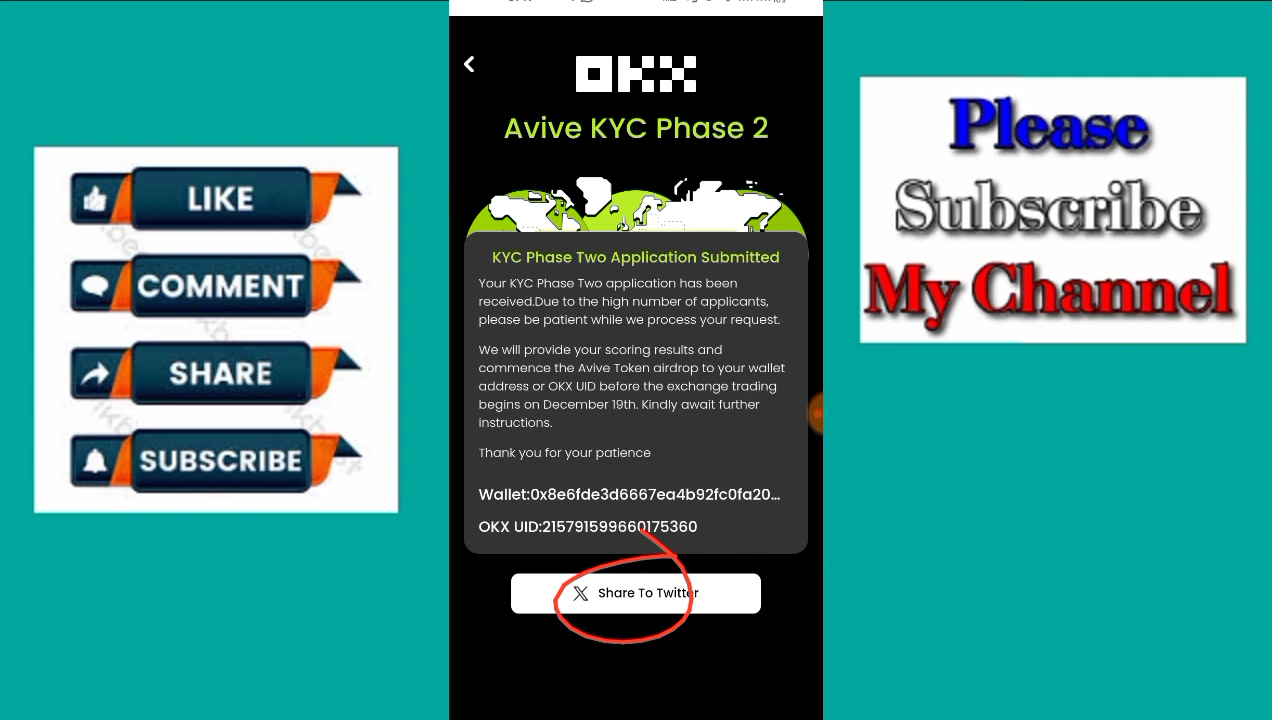 LIKE
COMMENT
SHARE
SUBSCRIBE
OKX
Avive KYC Phase 2
KYC Phase Two Application Submitted
Your KYC Phase Two application has been
received.Due to the high number of applicants,
please be patient while we process your request.
We will provide your scoring results and
commence the Avive Token airdrop to your wallet
address or OKX UID before the exchange trading
begins on December 19th. Kindly await further
instructions.
Thank you for your patience
Wallet:0x8e6fde3d6667ea4b92fc0fa20...
OKX UID:215791599660175360
Share To Twitter
Please
Subscribe
My Channel